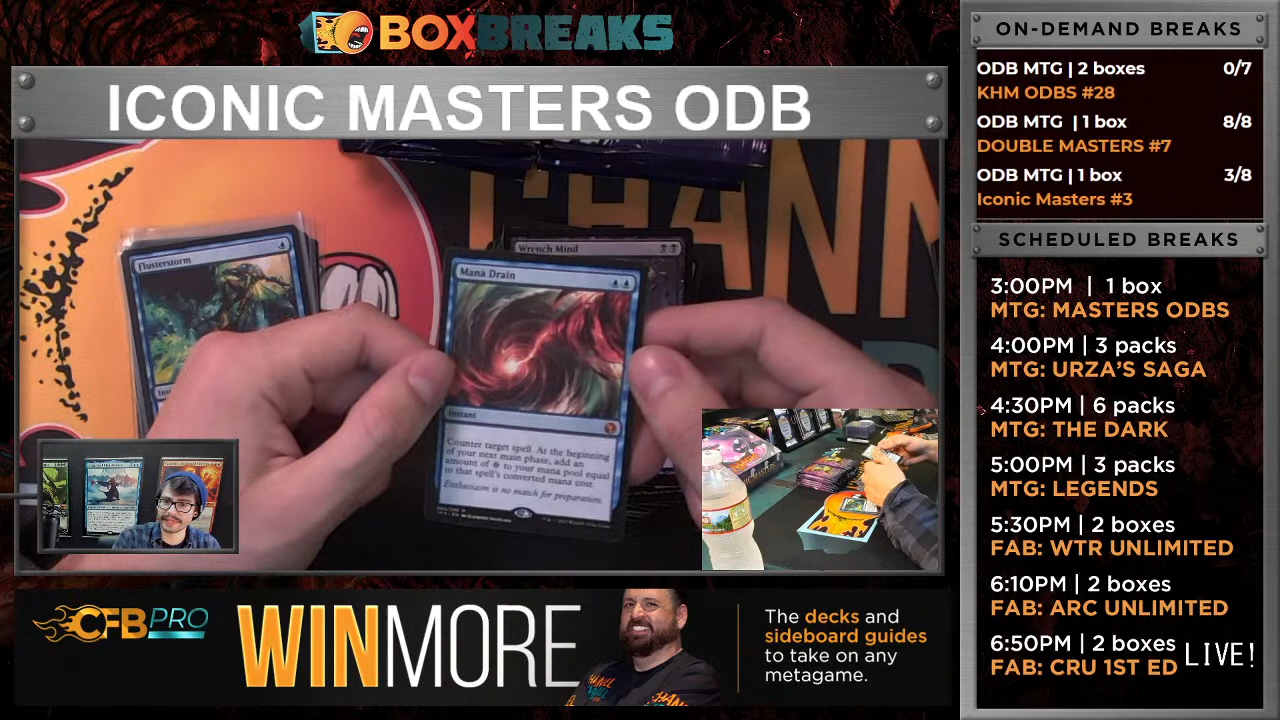 BOXBREAKS
ICONIC MASTERS ODB
Flusterstorm
Wrench Mind
Mana Drain
Instant
Counter target spell. At the beginning
of your next main phase, add an
amount of to your mana pool equal
to that spell's converted mana cost.
Enthusiasm is no match for preparation.
CFB PRO
WINMORE
The decks and
sideboard guides
to take on any
metagame.
ON-DEMAND BREAKS
ODB MTG | 2 boxes 0/7
KHM ODBS #28
ODB MTG | 1 box 8/8
DOUBLE MASTERS #7
ODB MTG | 1 box 3/8
Iconic Masters #3
SCHEDULED BREAKS
3:00PM | 1 box
MTG: MASTERS ODBS
4:00PM | 3 packs
MTG: URZA'S SAGA
4:30PM | 6 packs
MTG: THE DARK
5:00PM | 3 packs
MTG: LEGENDS
5:30PM | 2 boxes
FAB: WTR UNLIMITED
6:10PM | 2 boxes
FAB: ARC UNLIMITED
6:50PM | 2 boxes
FAB: CRU 1ST ED
LIVE!